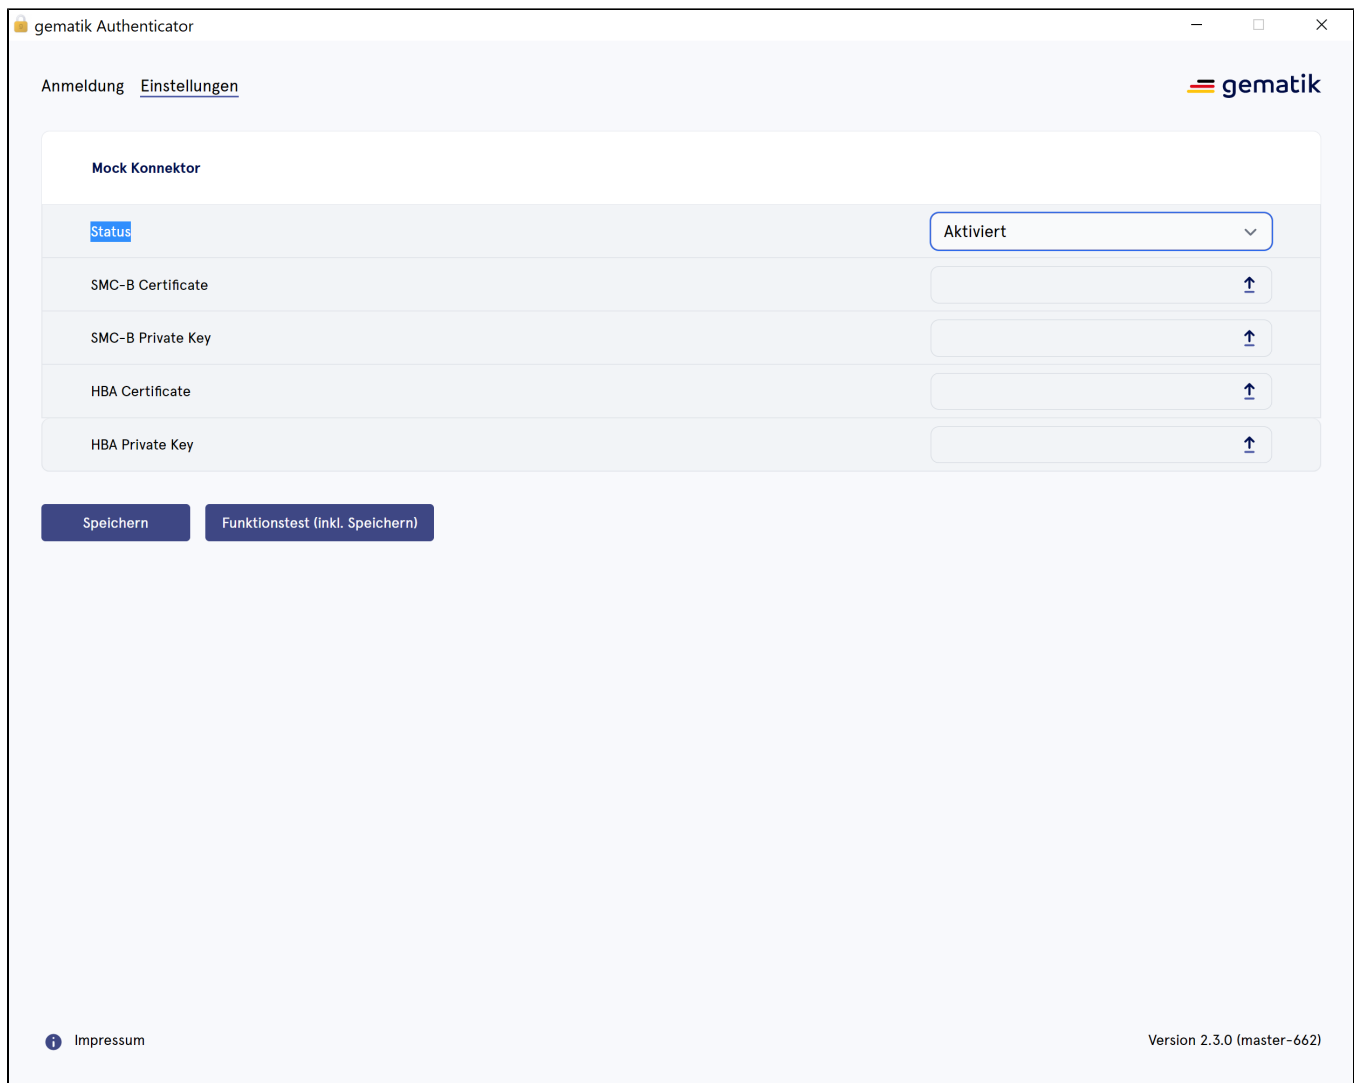 gematik Authenticator
Anmeldung Einstellungen
gematik
Mock Konnektor
Status Aktiviert
SMC-B Certificate
SMC-B Private Key
HBA Certificate
HBA Private Key
Speichern Funktionstest (inkl. Speichern)
Impressum Version 2.3.0 (master-662)